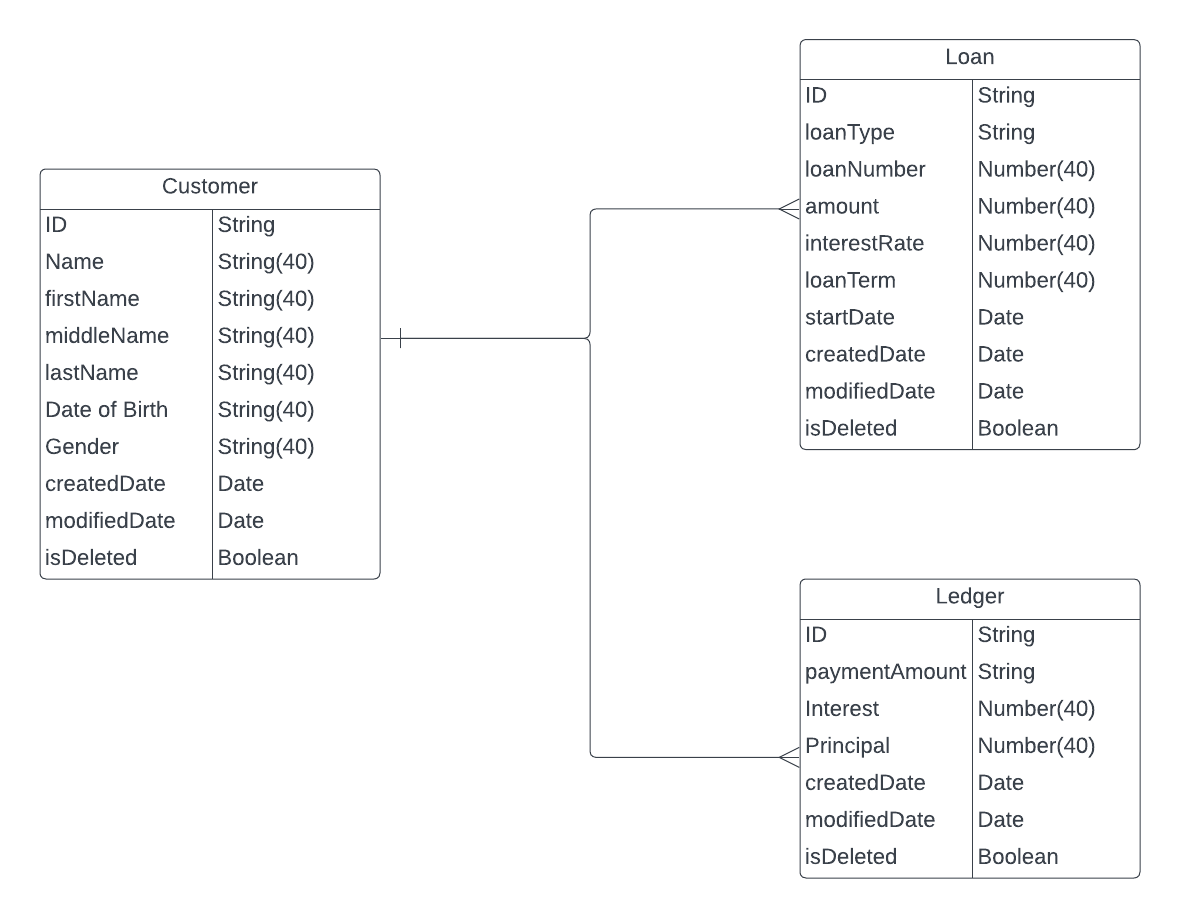 Customer
ID String
Name String(40)
firstName String(40)
middleName String(40)
lastName String(40)
Date of Birth String(40)
Gender String(40)
createdDate Date
modifiedDate Date
isDeleted Boolean
Loan
ID String
loanType String
loanNumber Number(40)
amount Number(40)
interestRate Number(40)
loanTerm Number(40)
startDate Date
createdDate Date
modifiedDate Date
isDeleted Boolean
Ledger
ID String
paymentAmount String
Interest Number(40)
Principal Number(40)
createdDate Date
modifiedDate Date
isDeleted Boolean